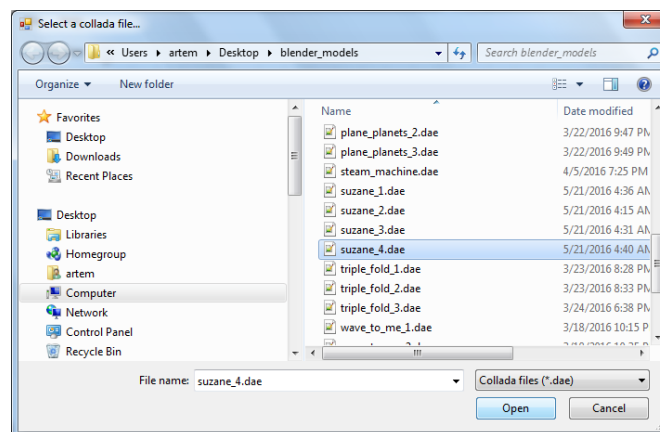 Select a collada file...
« Users artem Desktop blender_models Search blender_models
Organize New folder
Favorites
Desktop
Downloads
Recent Places
Desktop
Libraries
Homegroup
artem
Computer
Network
Control Panel
Recycle Bin
Name Date modified
plane_planets_2.dae 3/22/2016 9:47 PM
plane_planets_3.dae 3/22/2016 9:49 PM
steam_machine.dae 4/5/2016 7:25 PM
suzane_1.dae 5/21/2016 4:36 AM
suzane_2.dae 5/21/2016 4:15 AM
suzane_3.dae 5/21/2016 4:31 AM
suzane_4.dae 5/21/2016 4:40 AM
triple_fold_1.dae 3/23/2016 8:28 PM
triple_fold_2.dae 3/23/2016 8:33 PM
triple_fold_3.dae 3/24/2016 6:38 PM
wave_to_me_1.dae 3/18/2016 10:15 P
File name: suzane_4.dae Collada files (*.dae)
Open Cancel